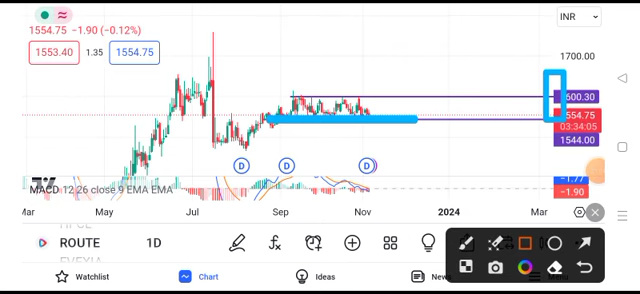 INR
1554.75 −1.90 (−0.12%)
1553.40 1.35 1554.75
1700.00
600.30
554.75
03:34:05
1544.00
D D D
MACD 12 26 close 9 EMA EMA
−1.77
−1.90
Mar May Jul Sep Nov 2024 Mar
ROUTE 1D
Watchlist Chart Ideas News